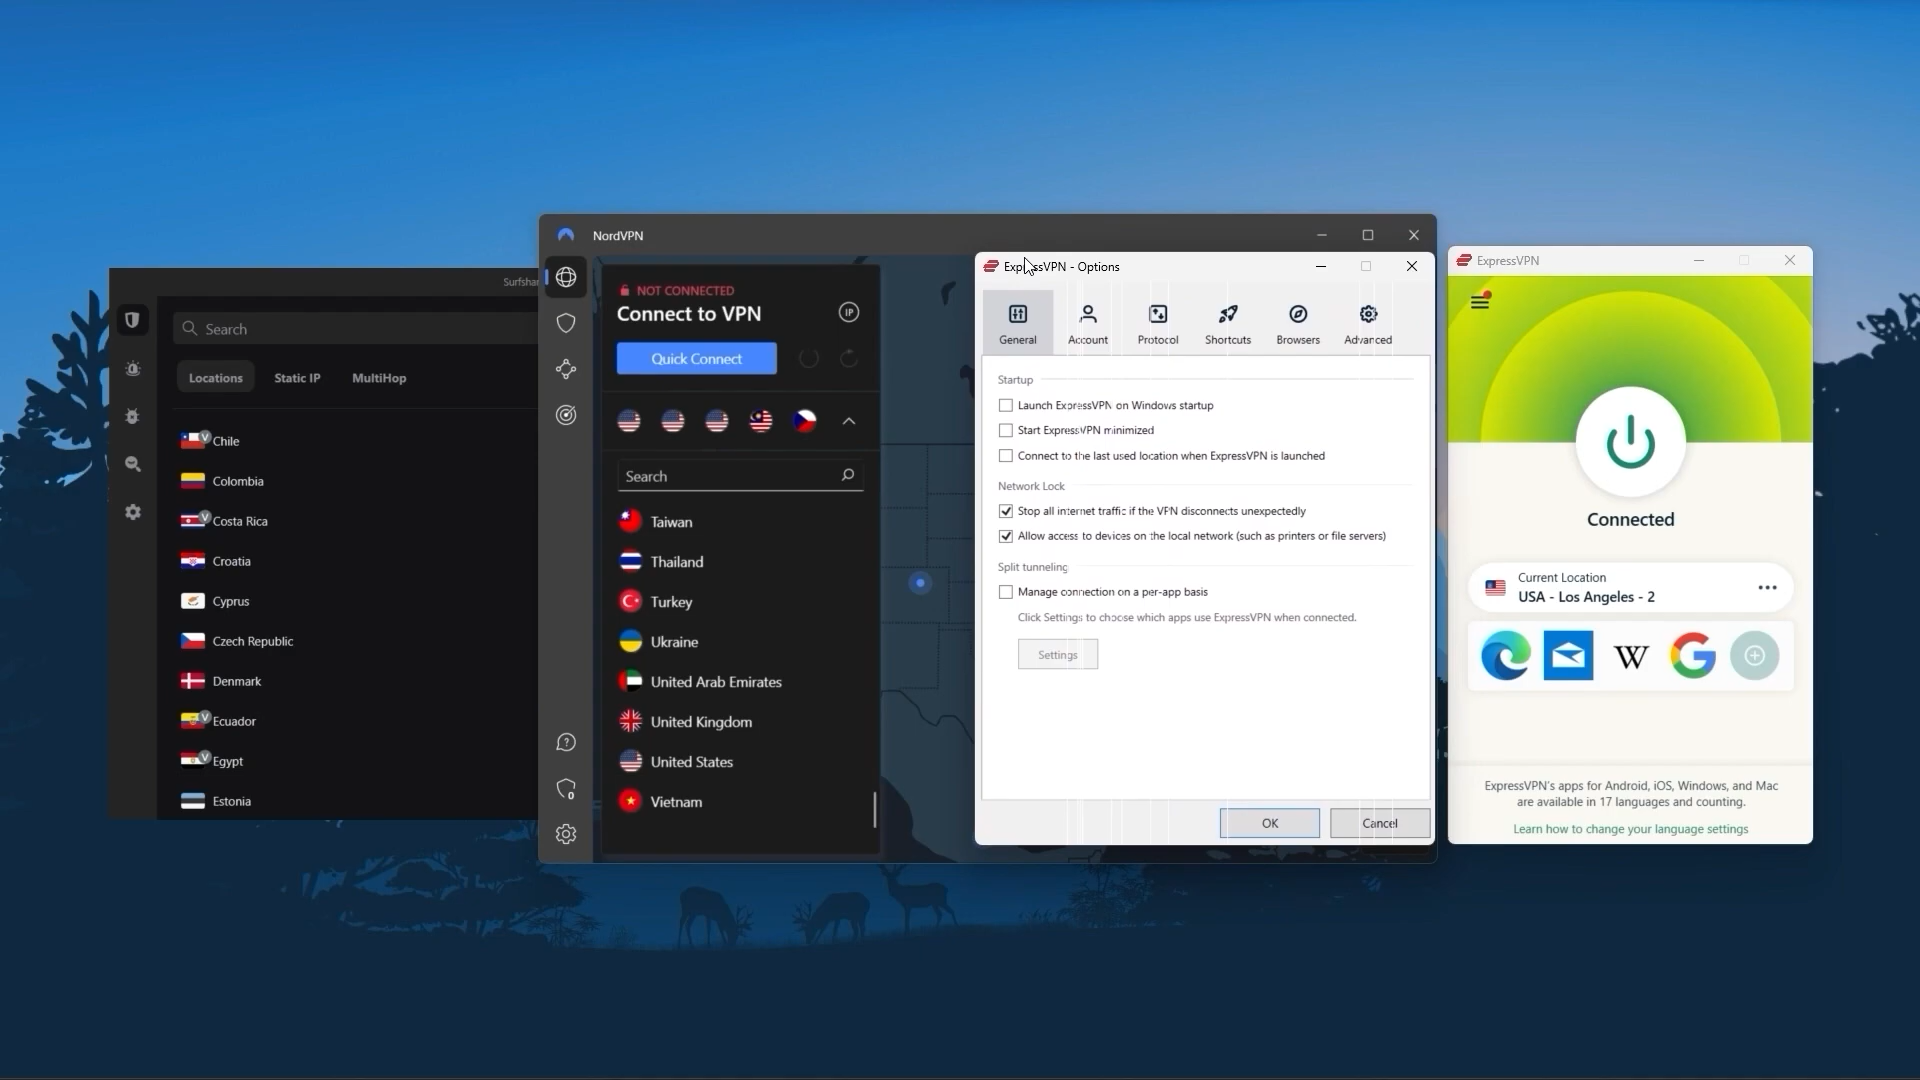 Surfshar
Search
Locations
Static IP
MultiHop
V Chile
Colombia
V Costa Rica
Croatia
Cyprus
Czech Republic
Denmark
V Ecuador
V Egypt
Estonia
NordVPN
NOT CONNECTED
Connect to VPN
IP
Quick Connect
Search
Taiwan
Thailand
Turkey
Ukraine
United Arab Emirates
United Kingdom
United States
Vietnam
0
ExpressVPN - Options
General
Account
Protocol
Shortcuts
Browsers
Advanced
Startup
Launch ExpressVPN on Windows startup
Start ExpressVPN minimized
Connect to the last used location when ExpressVPN is launched
Network Lock
Stop all internet traffic if the VPN disconnects unexpectedly
Allow access to devices on the local network (such as printers or file servers)
Split tunneling
Manage connection on a per-app basis
Click Settings to choose which apps use ExpressVPN when connected.
Settings
OK
Cancel
ExpressVPN
Connected
Current Location
USA - Los Angeles - 2
W
G
ExpressVPN's apps for Android, iOS, Windows, and Mac
are available in 17 languages and counting.
Learn how to change your language settings